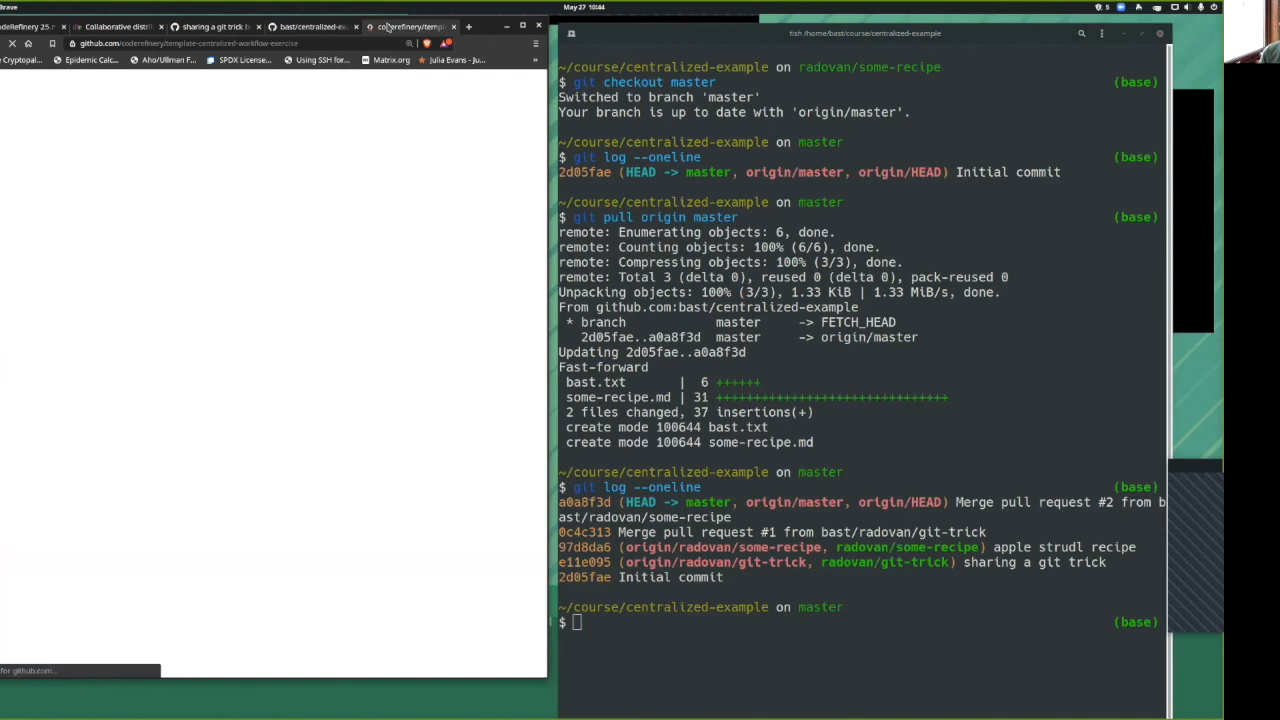 Brave
May 27 10:44
deRefinery 25.n
Collaborative distri
sharing a git trick b
bast/centralized-exa
coderefinery/templ
github.com/coderefinery/template-centralized-workflow-exercise
Cryptopal...
Epidemic Calc...
Aho/Ullman F...
SPDX License...
Using SSH for...
Matrix.org
Julia Evans - Ju...
for github.com...
fish /home/bast/course/centralized-example
~/course/centralized-example on radovan/some-recipe
$ git checkout master (base)
Switched to branch 'master'
Your branch is up to date with 'origin/master'.
~/course/centralized-example on master
$ git log --oneline (base)
2d05fae (HEAD -> master, origin/master, origin/HEAD) Initial commit
~/course/centralized-example on master
$ git pull origin master (base)
remote: Enumerating objects: 6, done.
remote: Counting objects: 100% (6/6), done.
remote: Compressing objects: 100% (3/3), done.
remote: Total 3 (delta 0), reused 0 (delta 0), pack-reused 0
Unpacking objects: 100% (3/3), 1.33 KiB | 1.33 MiB/s, done.
From github.com:bast/centralized-example
* branch master -> FETCH_HEAD
2d05fae..a0a8f3d master -> origin/master
Updating 2d05fae..a0a8f3d
Fast-forward
bast.txt | 6 ++++++
some-recipe.md | 31 +++++++++++++++++++++++++++++++
2 files changed, 37 insertions(+)
create mode 100644 bast.txt
create mode 100644 some-recipe.md
~/course/centralized-example on master
$ git log --oneline (base)
a0a8f3d (HEAD -> master, origin/master, origin/HEAD) Merge pull request #2 from b
ast/radovan/some-recipe
0c4c313 Merge pull request #1 from bast/radovan/git-trick
97d8da6 (origin/radovan/some-recipe, radovan/some-recipe) apple strudl recipe
e11e095 (origin/radovan/git-trick, radovan/git-trick) sharing a git trick
2d05fae Initial commit
~/course/centralized-example on master
$ (base)